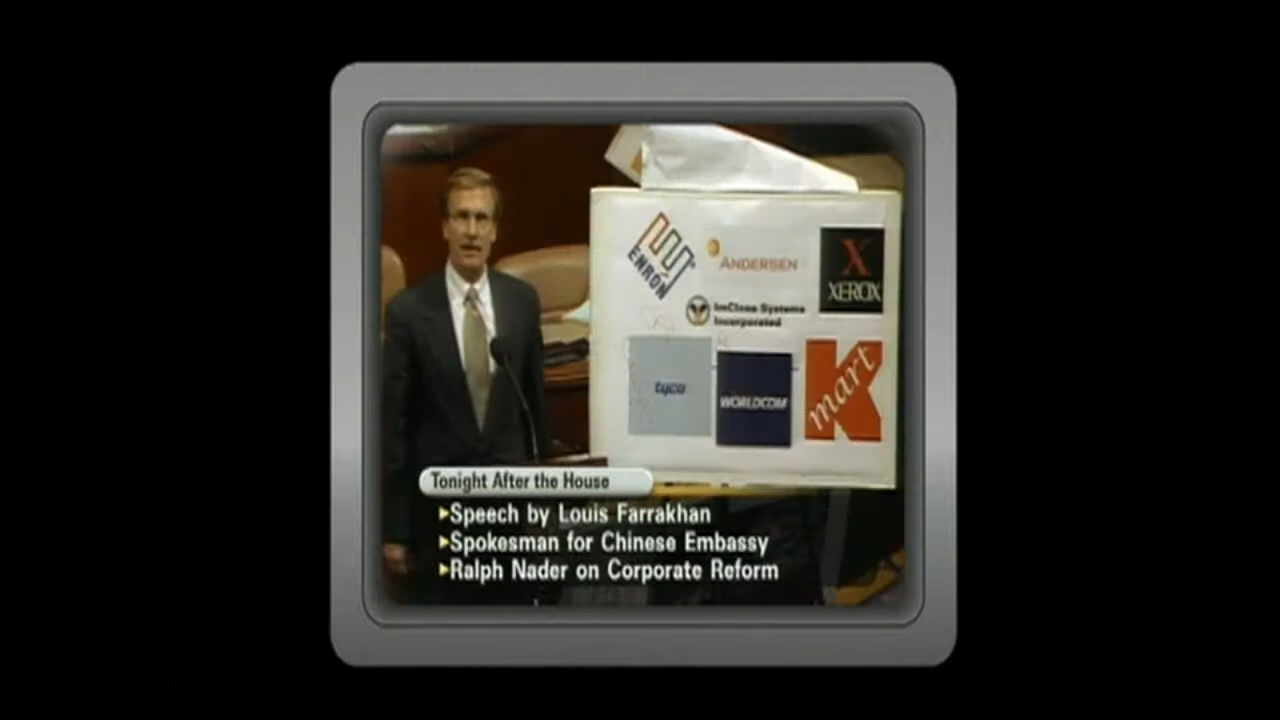 ENRON
ANDERSEN
X
XEROX
ImClone Systems
Incorporated
tyco
WORLDCOM
K
mart
Tonight After the House
Speech by Louis Farrakhan
Spokesman for Chinese Embassy
Ralph Nader on Corporate Reform